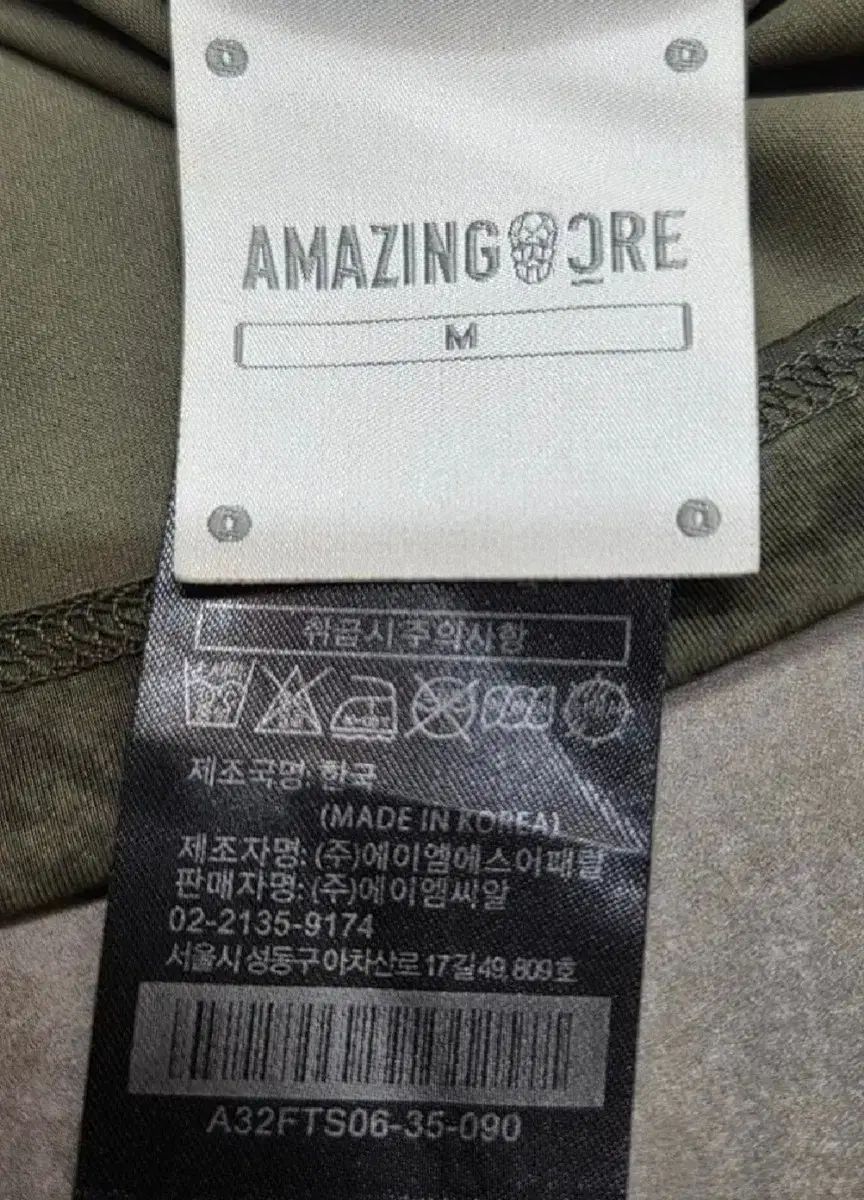 AMAZING CRE
M
취급시주의사항
제조국명: 한국
(MADE IN KOREA)
제조자명: (주)에이엠에스어패럴
판매자명: (주)에이엠씨알
02-2135-9174
서울시성동구아차산로17길49.809호
A32FTS06-35-090